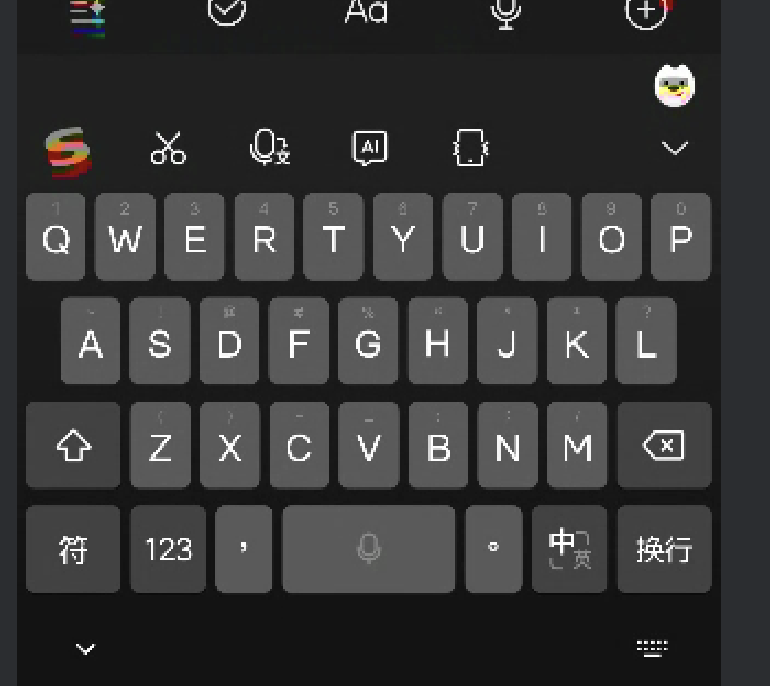 Aa
AI
1 2 3 4 5 6 7 8 9 0
Q W E R T Y U I O P
A S D F G H J K L
Z X C V B N M
符 123 , 。 中 英 换行